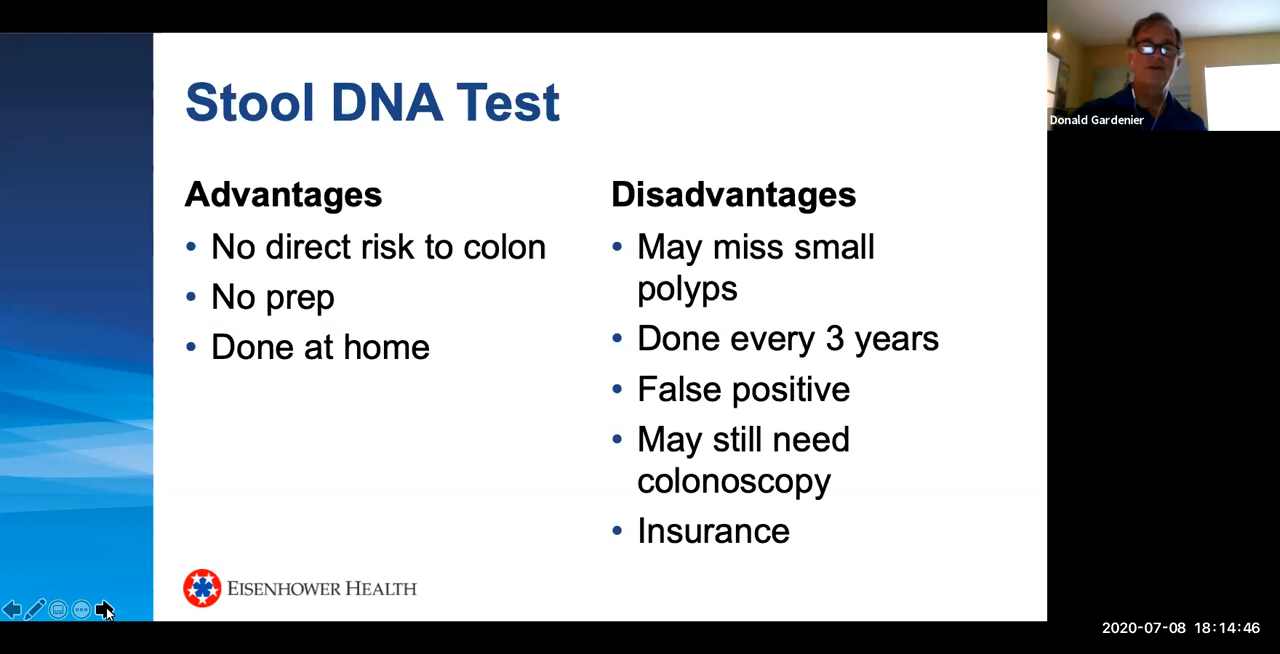 Stool DNA Test
Advantages
• No direct risk to colon
• No prep
• Done at home
Disadvantages
• May miss small
polyps
• Done every 3 years
• False positive
• May still need
colonoscopy
• Insurance
EISENHOWER HEALTH
Donald Gardenier
2020-07-08 18:14:46